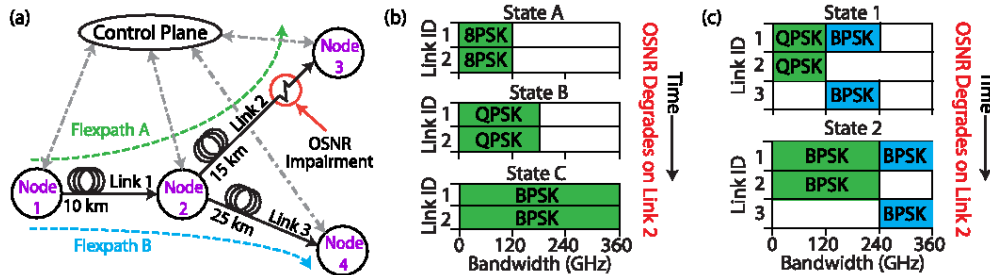 (a)
Control Plane
Node
3
Flexpath A
Link 2
15 km
OSNR
Impairment
Node
1
Link 1
10 km
Node
2
Link 3
25 km
Flexpath B
Node
4
(b)
State A
Link ID
1 8PSK
2 8PSK
State B
Link ID
1 QPSK
2 QPSK
State C
Link ID
1 BPSK
2 BPSK
0 120 240 360
Bandwidth (GHz)
OSNR Degrades on Link 2
Time
(c)
State 1
Link ID
1 QPSK BPSK
2 QPSK
3 BPSK
State 2
Link ID
1 BPSK BPSK
2 BPSK
3 BPSK
0 120 240 360
Bandwidth (GHz)
OSNR Degrades on Link 2
Time